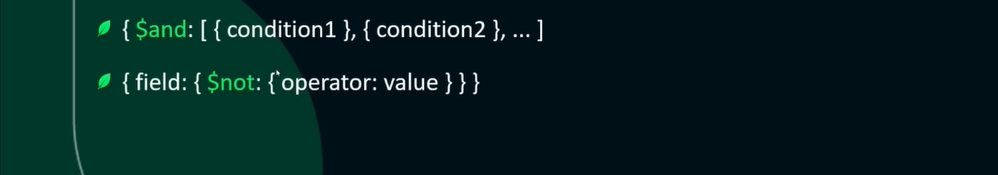 { $and: [ { condition1 }, { condition2 }, ... ]
{ field: { $not: { operator: value } } }